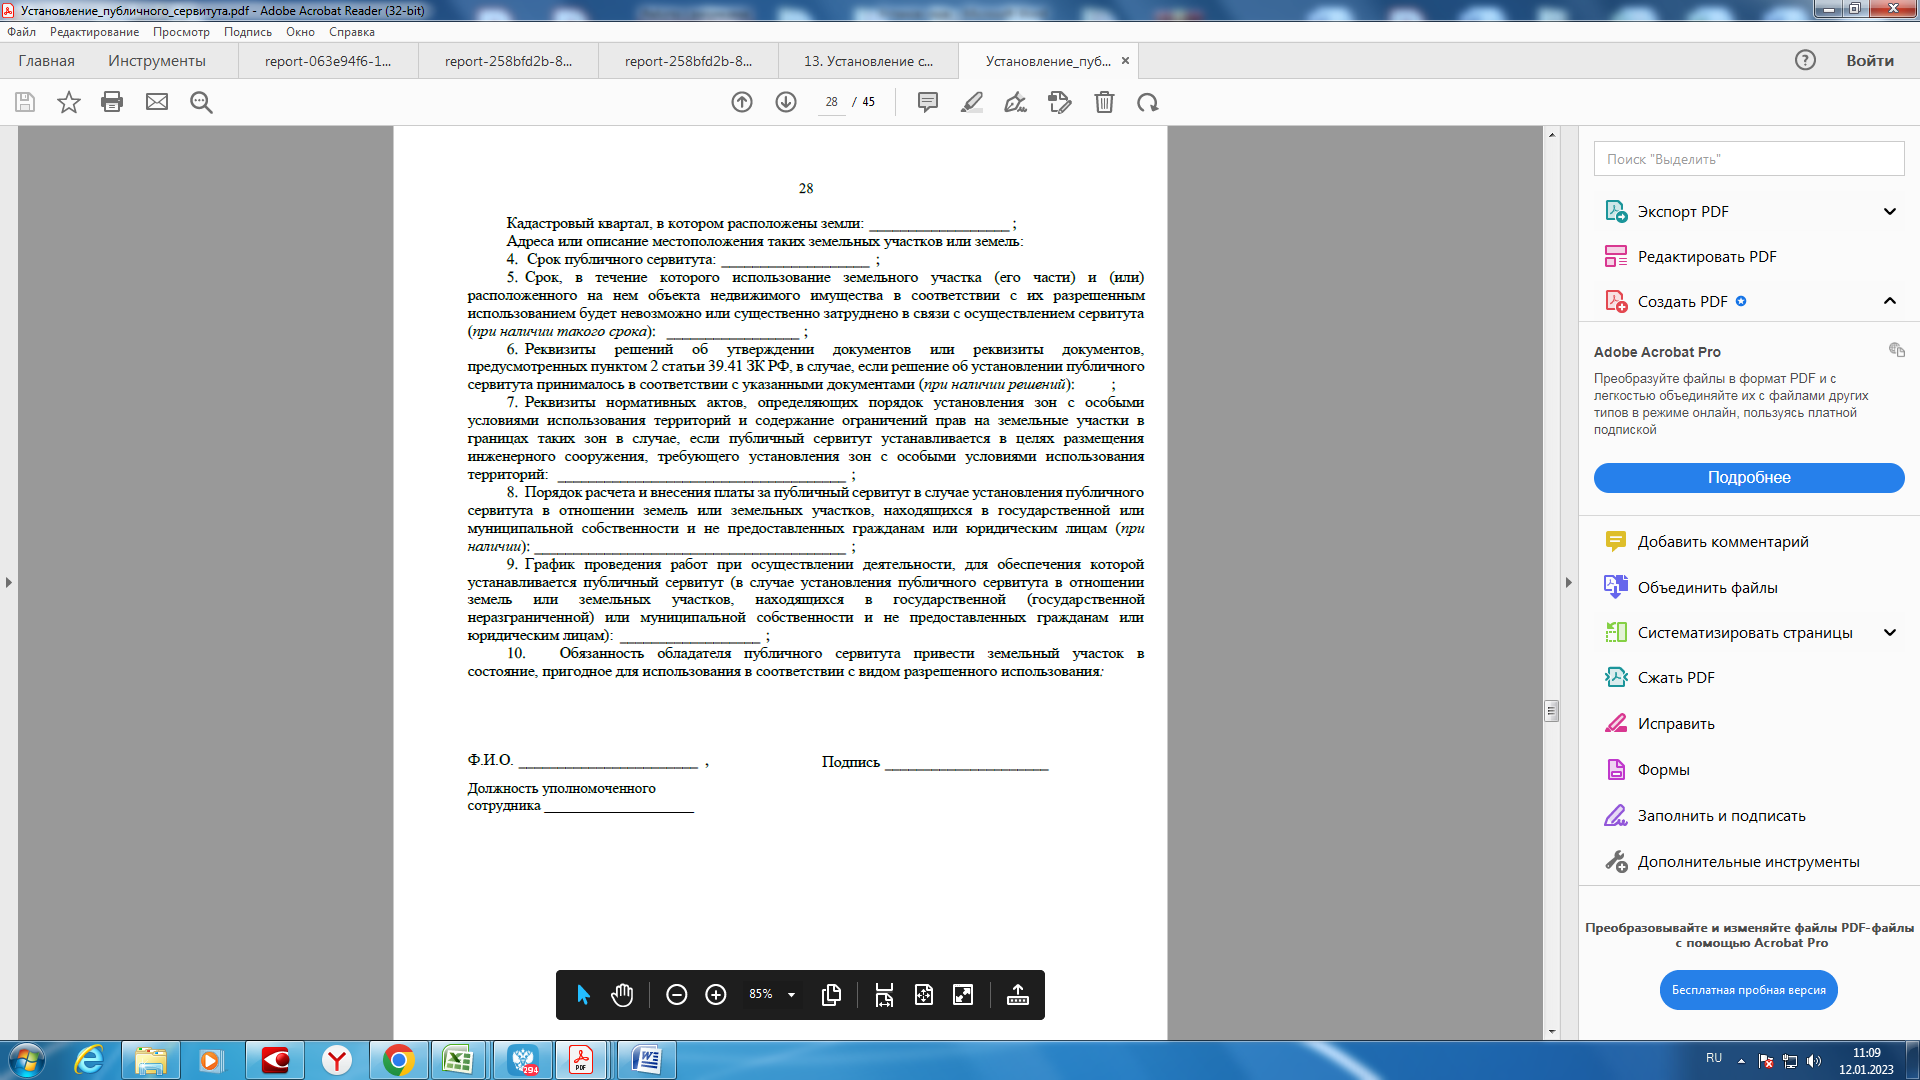 Установление_публичного_сервитута.pdf - Adobe Acrobat Reader (32-bit)
Файл Редактирование Просмотр Подпись Окно Справка
Главная Инструменты report-063e94f6-1... report-258bfd2b-8... report-258bfd2b-8... 13. Установление с... Установление_пуб... Войти
28 / 45
28
Кадастровый квартал, в котором расположены земли: __________________ ;
Адреса или описание местоположения таких земельных участков или земель:
4. Срок публичного сервитута: ___________________ ;
5. Срок, в течение которого использование земельного участка (его части) и (или)
расположенного на нем объекта недвижимого имущества в соответствии с их разрешенным
использованием будет невозможно или существенно затруднено в связи с осуществлением сервитута
(при наличии такого срока): _________________ ;
6. Реквизиты решений об утверждении документов или реквизиты документов,
предусмотренных пунктом 2 статьи 39.41 ЗК РФ, в случае, если решение об установлении публичного
сервитута принималось в соответствии с указанными документами (при наличии решений): ;
7. Реквизиты нормативных актов, определяющих порядок установления зон с особыми
условиями использования территорий и содержание ограничений прав на земельные участки в
границах таких зон в случае, если публичный сервитут устанавливается в целях размещения
инженерного сооружения, требующего установления зон с особыми условиями использования
территорий: _____________________________________ ;
8. Порядок расчета и внесения платы за публичный сервитут в случае установления публичного
сервитута в отношении земель или земельных участков, находящихся в государственной или
муниципальной собственности и не предоставленных гражданам или юридическим лицам (при
наличии): ________________________________________ ;
9. График проведения работ при осуществлении деятельности, для обеспечения которой
устанавливается публичный сервитут (в случае установления публичного сервитута в отношении
земель или земельных участков, находящихся в государственной (государственной
неразграниченной) или муниципальной собственности и не предоставленных гражданам или
юридическим лицам): __________________ ;
10. Обязанность обладателя публичного сервитута привести земельный участок в
состояние, пригодное для использования в соответствии с видом разрешенного использования:
Ф.И.О. _______________________ , Подпись _____________________
Должность уполномоченного
сотрудника ___________________
85%
Поиск "Выделить"
Экспорт PDF
Редактировать PDF
Создать PDF
Adobe Acrobat Pro
Преобразуйте файлы в формат PDF и с
легкостью объединяйте их с файлами других
типов в режиме онлайн, пользуясь платной
подпиской
Подробнее
Добавить комментарий
Объединить файлы
Систематизировать страницы
Сжать PDF
Исправить
Формы
Заполнить и подписать
Дополнительные инструменты
Преобразовывайте и изменяйте файлы PDF-файлы
с помощью Acrobat Pro
Бесплатная пробная версия
294
PDF
RU
11:09
12.01.2023